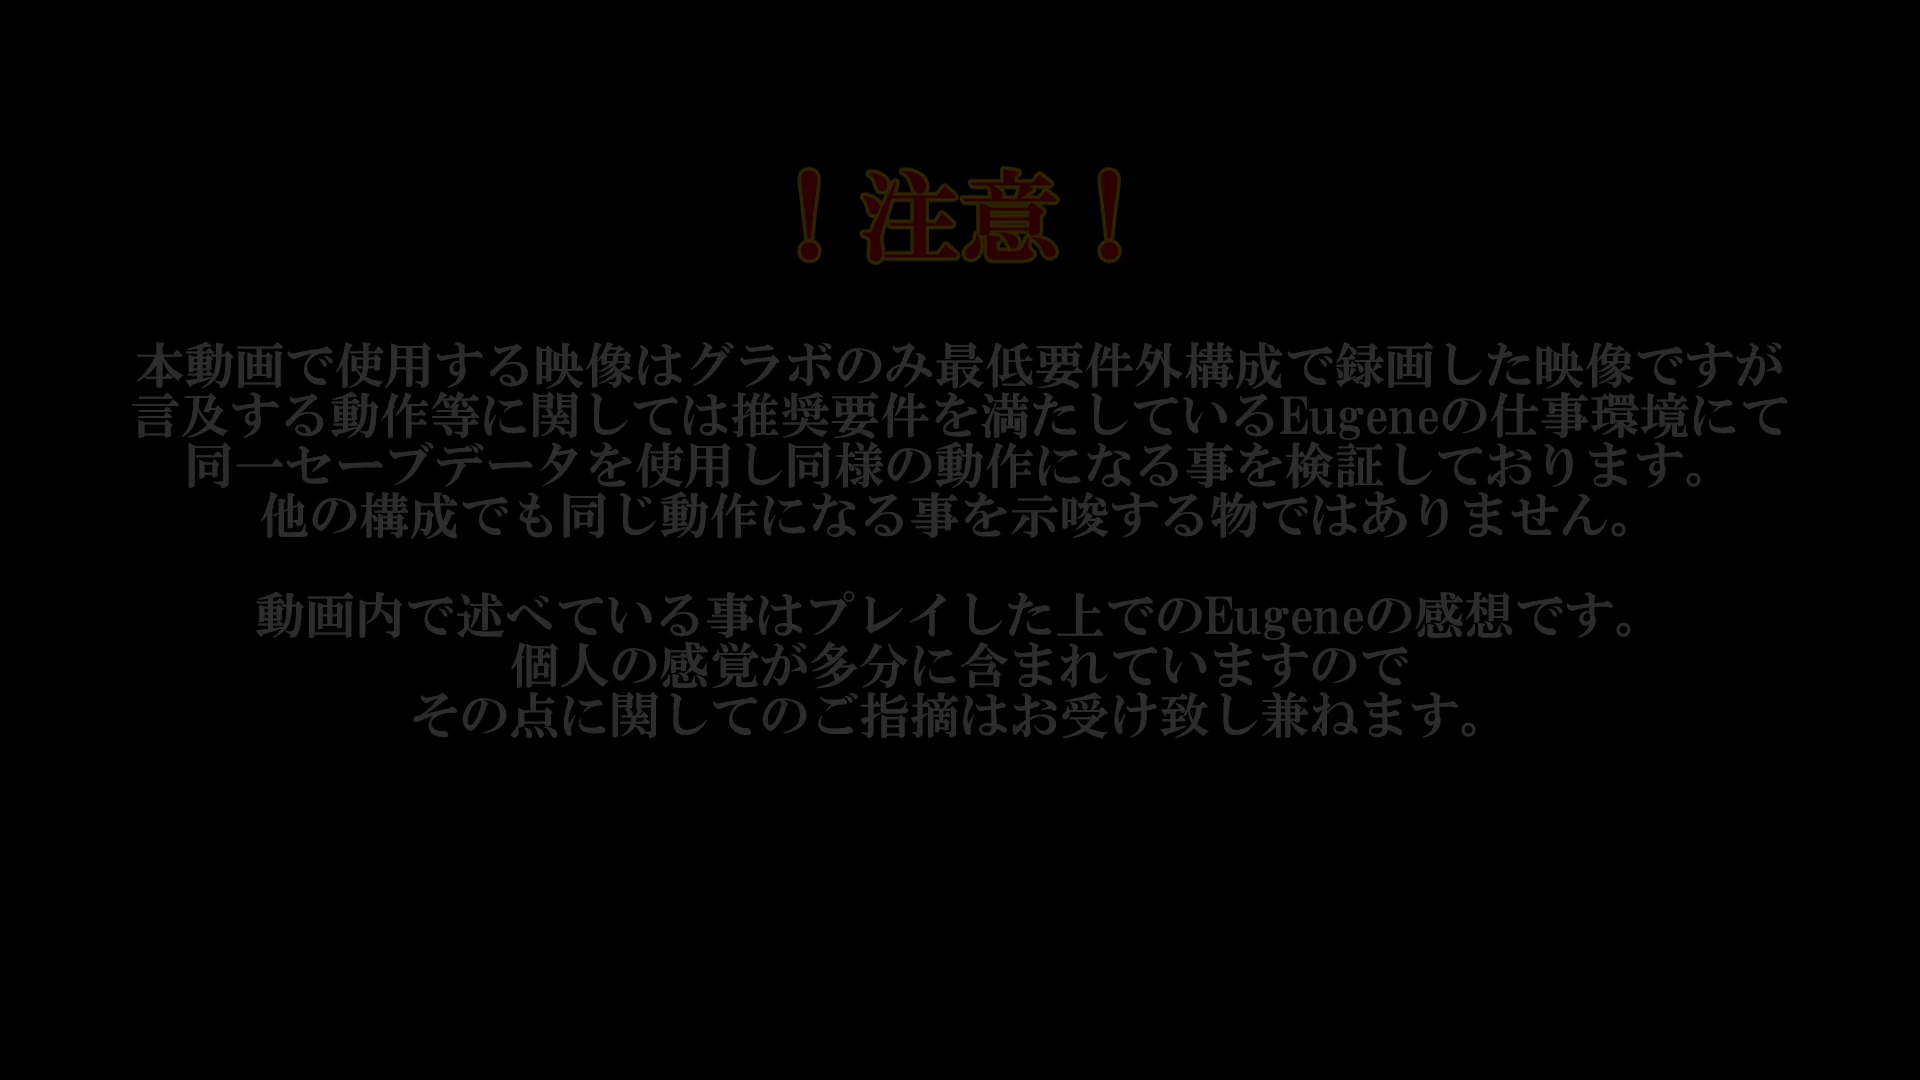 ！注意！
本動画で使用する映像はグラボのみ最低要件外構成で録画した映像ですが
言及する動作等に関しては推奨要件を満たしているEugeneの仕事環境にて
同一セーブデータを使用し同様の動作になる事を検証しております。
他の構成でも同じ動作になる事を示唆する物ではありません。
動画内で述べている事はプレイした上でのEugeneの感想です。
個人の感覚が多分に含まれていますので
その点に関してのご指摘はお受け致し兼ねます。